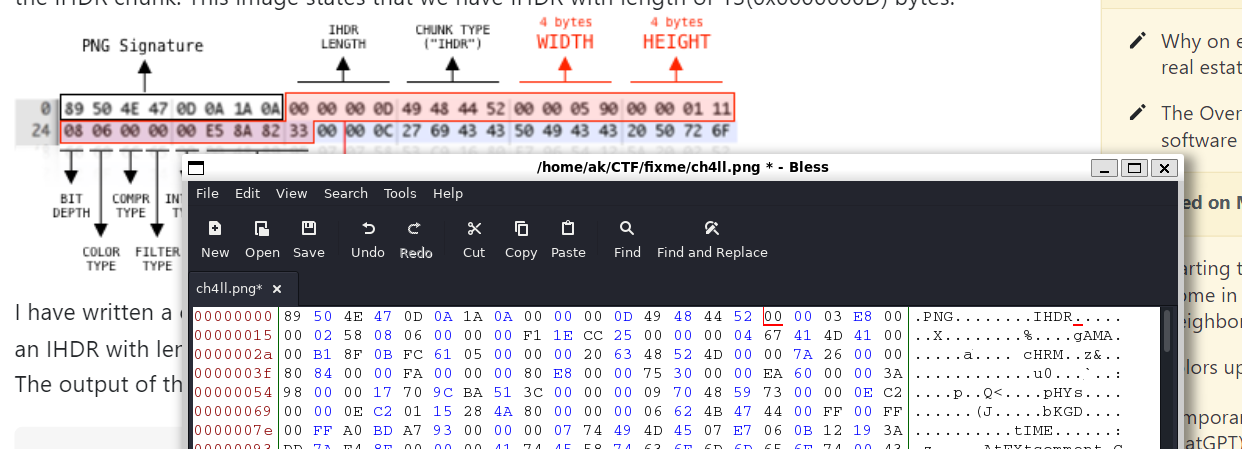 the IHDR chunk. This image states that we have IHDR with length of 13(0x0000000D) bytes.
PNG Signature
IHDR LENGTH
CHUNK TYPE ("IHDR")
4 bytes WIDTH
4 bytes HEIGHT
0 89 50 4E 47 0D 0A 1A 0A 00 00 00 0D 49 48 44 52 00 00 05 90 00 00 01 11
24 08 06 00 00 00 E5 8A 82 33 00 00 0C 27 69 43 43 50 49 43 43 20 50 72 6F
BIT DEPTH
COMPR TYPE
COLOR TYPE
FILTER TYPE
I have written a
an IHDR with
The output of th
Why on
real estat
The Over
software
/home/ak/CTF/fixme/ch4ll.png * - Bless
File Edit View Search Tools Help
New Open Save Undo Redo Cut Copy Paste Find Find and Replace
ch4ll.png* ×
00000000 89 50 4E 47 0D 0A 1A 0A 00 00 00 0D 49 48 44 52 00 00 03 E8 00 .PNG........IHDR.....
00000015 00 02 58 08 06 00 00 00 F1 1E CC 25 00 00 00 04 67 41 4D 41 00 ..X........%....gAMA.
0000002a 00 B1 8F 0B FC 61 05 00 00 00 20 63 48 52 4D 00 00 7A 26 00 00 .....a.... cHRM..z&..
0000003f 80 84 00 00 FA 00 00 00 80 E8 00 00 75 30 00 00 EA 60 00 00 3A ............u0...`..:
00000054 98 00 00 17 70 9C BA 51 3C 00 00 00 09 70 48 59 73 00 00 0E C2 ....p..Q<....pHYs....
00000069 00 00 0E C2 01 15 28 4A 80 00 00 00 06 62 4B 47 44 00 FF 00 FF ......(J.....bKGD....
0000007e 00 FF A0 BD A7 93 00 00 00 07 74 49 4D 45 07 E7 06 0B 12 19 3A ..........tIME......: